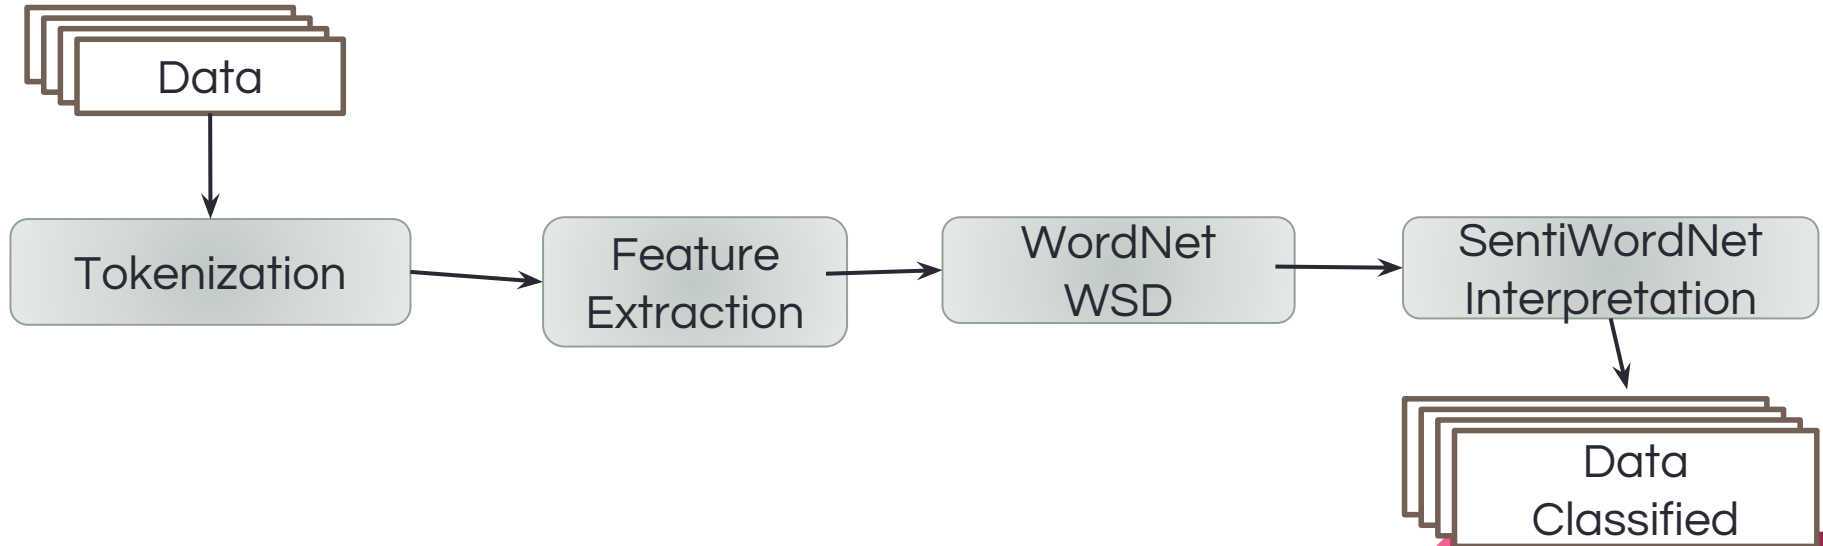 Data
Tokenization
Feature
Extraction
WordNet
WSD
SentiWordNet
Interpretation
Data
Classified